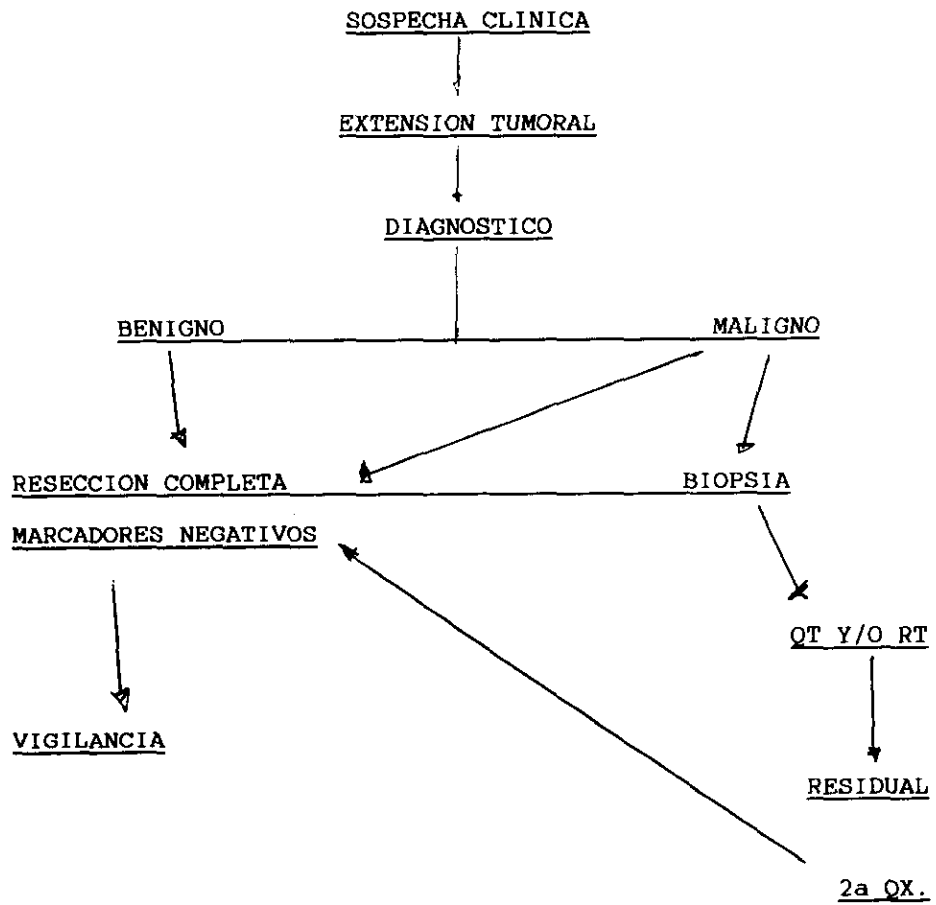 SOSPECHA CLINICA
EXTENSION TUMORAL
DIAGNOSTICO
BENIGNO MALIGNO
RESECCION COMPLETA BIOPSIA
MARCADORES NEGATIVOS
QT Y/O RT
VIGILANCIA
RESIDUAL
2a QX.